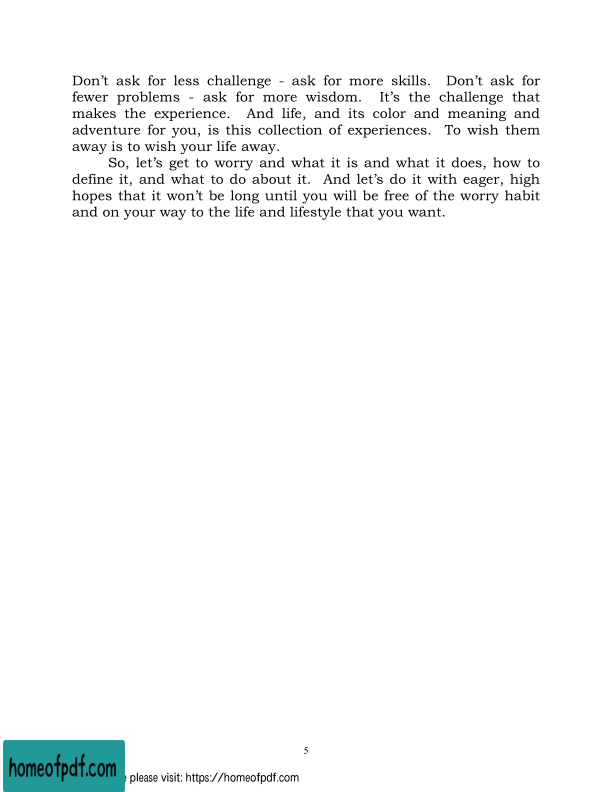 Don't ask for less challenge - ask for more skills. Don't ask for
fewer problems - ask for more wisdom. It's the challenge that
makes the experience. And life, and its color and meaning and
adventure for you, is this collection of experiences. To wish them
away is to wish your life away.
So, let's get to worry and what it is and what it does, how to
define it, and what to do about it. And let's do it with eager, high
hopes that it won't be long until you will be free of the worry habit
and on your way to the life and lifestyle that you want.
5
homeofpdf.com
please visit: https://homeofpdf.com